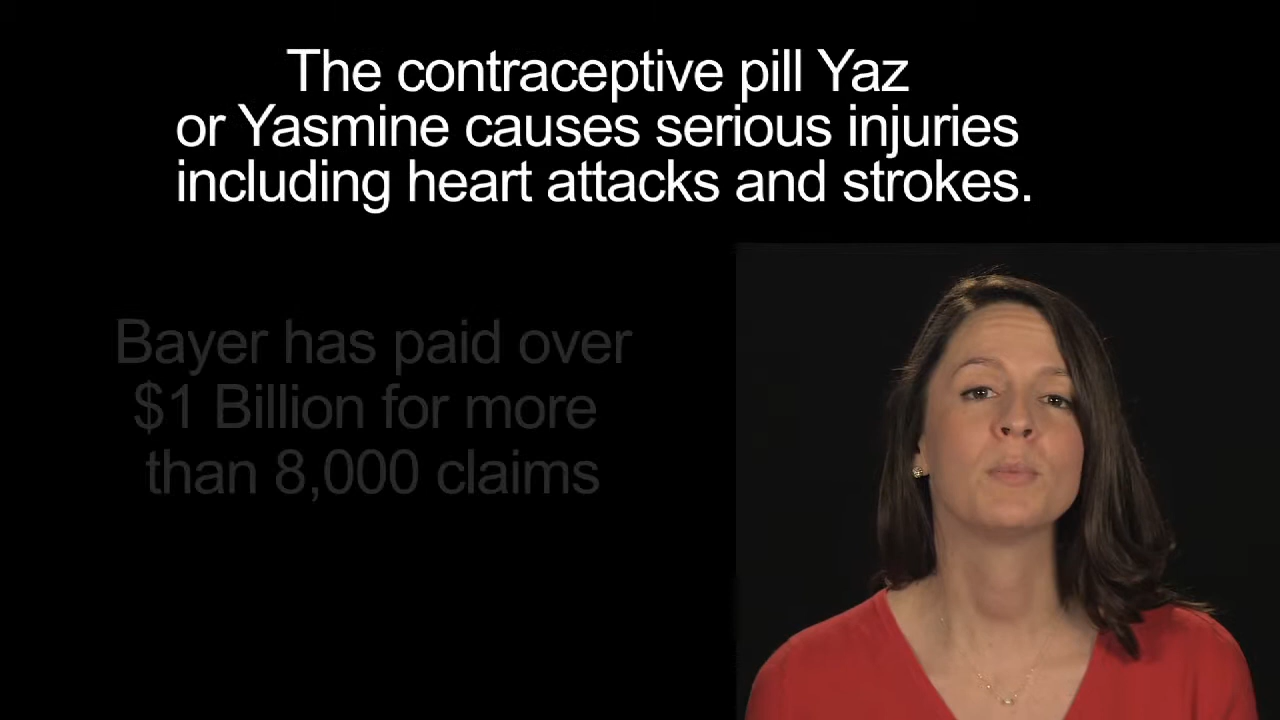 The contraceptive pill Yaz
or Yasmine causes serious injuries
including heart attacks and strokes.
Bayer has paid over
$1 Billion for more
than 8,000 claims